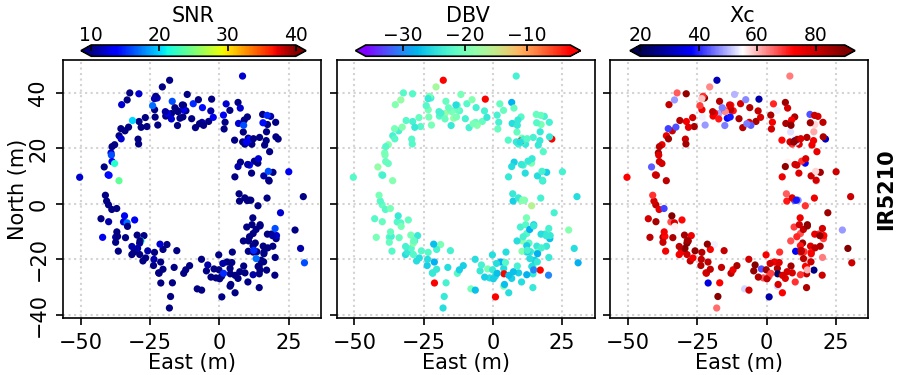 SNR DBV Xc
10 20 30 40 −30 −20 −10 20 40 60 80
North (m)
40
20
0
−20
−40
−50 −25 0 25 −50 −25 0 25 −50 −25 0 25
East (m) East (m) East (m)
IR5210